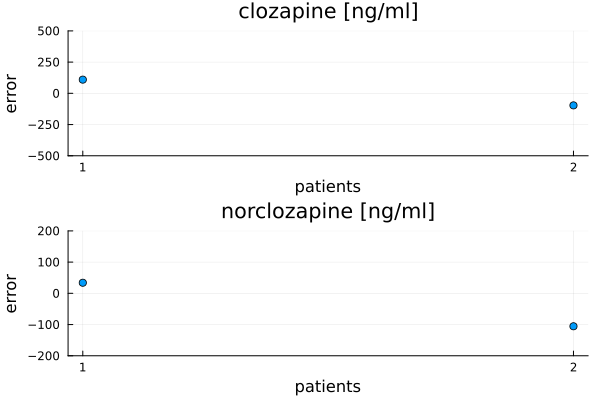 clozapine [ng/ml]
500
250
0
−250
−500
error
1
2
patients
norclozapine [ng/ml]
200
100
0
−100
−200
error
1
2
patients